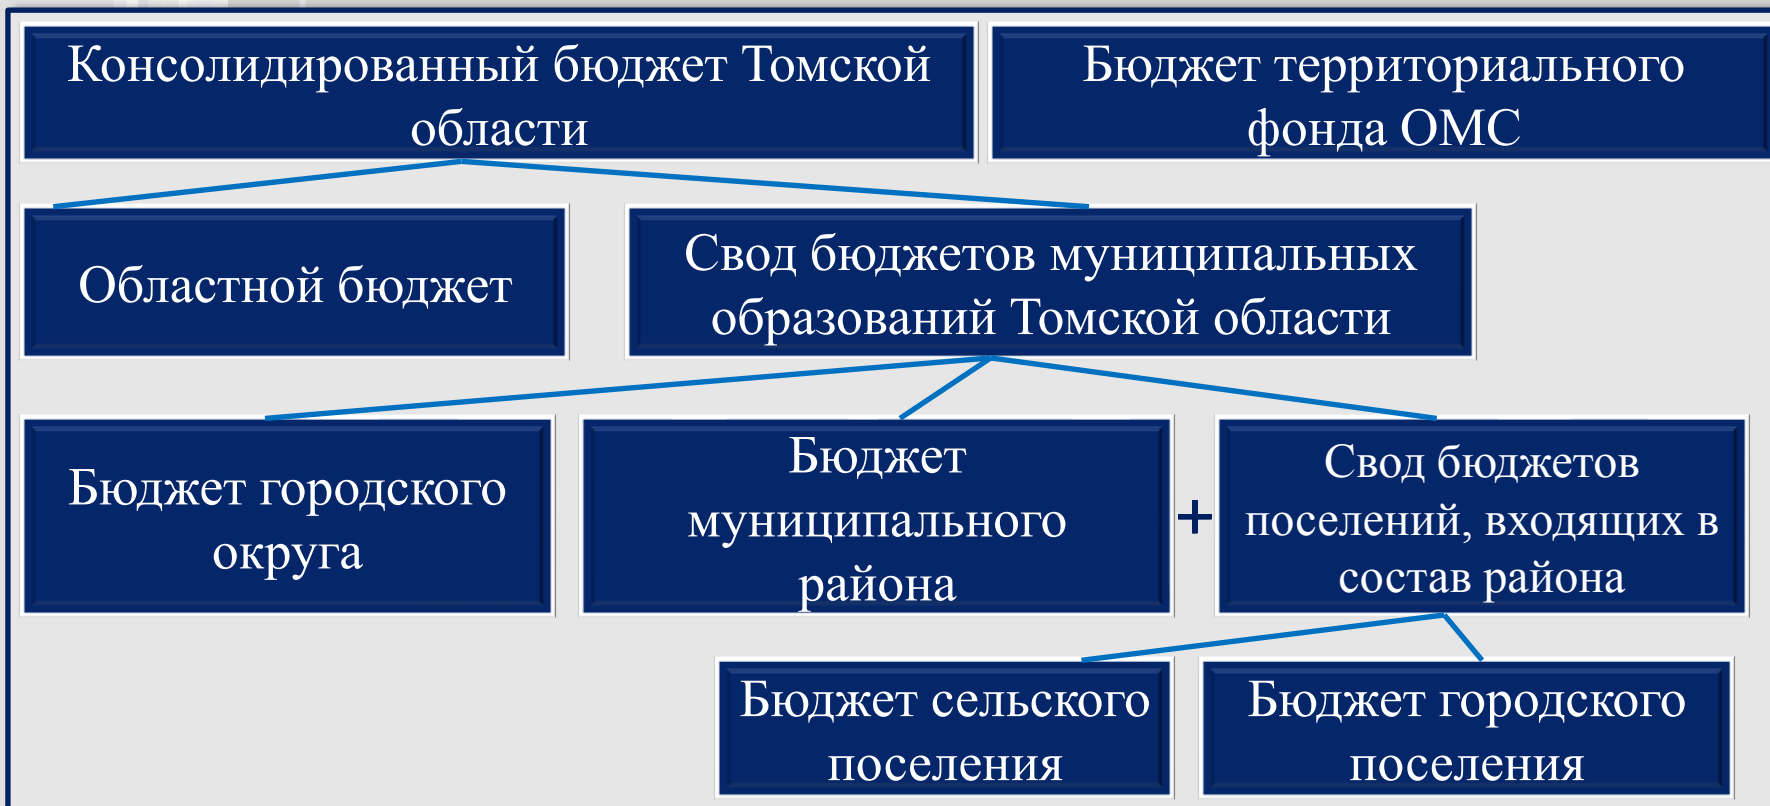 Консолидированный бюджет Томской
области
Бюджет территориального
фонда ОМС
Областной бюджет
Свод бюджетов муниципальных
образований Томской области
Бюджет городского
округа
Бюджет
муниципального
района
+
Свод бюджетов
поселений, входящих в
состав района
Бюджет сельского
поселения
Бюджет городского
поселения